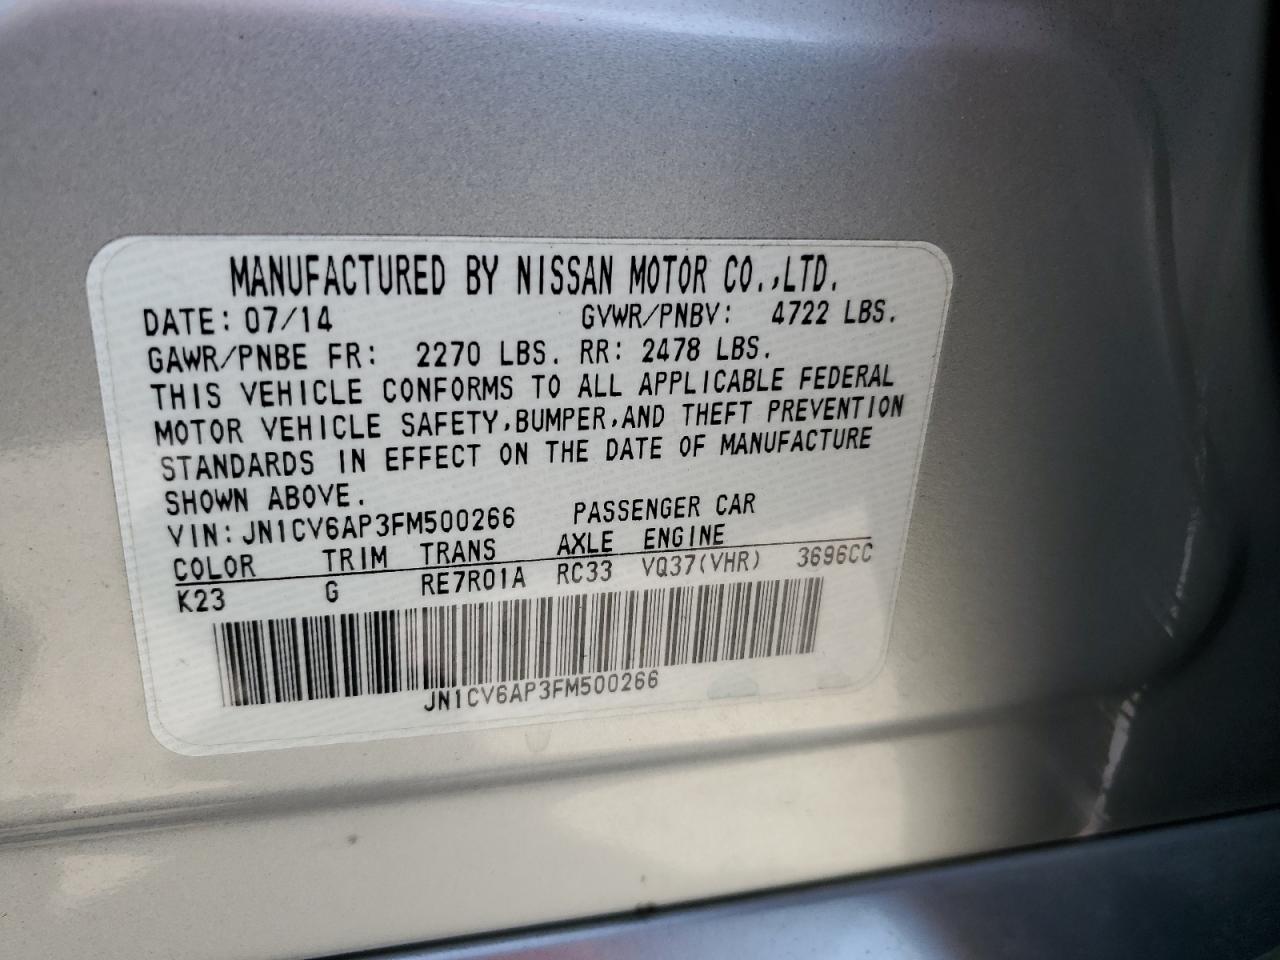 MANUFACTURED BY NISSAN MOTOR CO.,LTD.
DATE: 07/14 GVWR/PNBV: 4722 LBS.
GAWR/PNBE FR: 2270 LBS. RR: 2478 LBS.
THIS VEHICLE CONFORMS TO ALL APPLICABLE FEDERAL
MOTOR VEHICLE SAFETY,BUMPER,AND THEFT PREVENTION
STANDARDS IN EFFECT ON THE DATE OF MANUFACTURE
SHOWN ABOVE.
VIN:JN1CV6AP3FM500266 PASSENGER CAR
COLOR TRIM TRANS AXLE ENGINE
K23 G RE7R01A RC33 VQ37(VHR) 3696CC
JN1CV6AP3FM500266